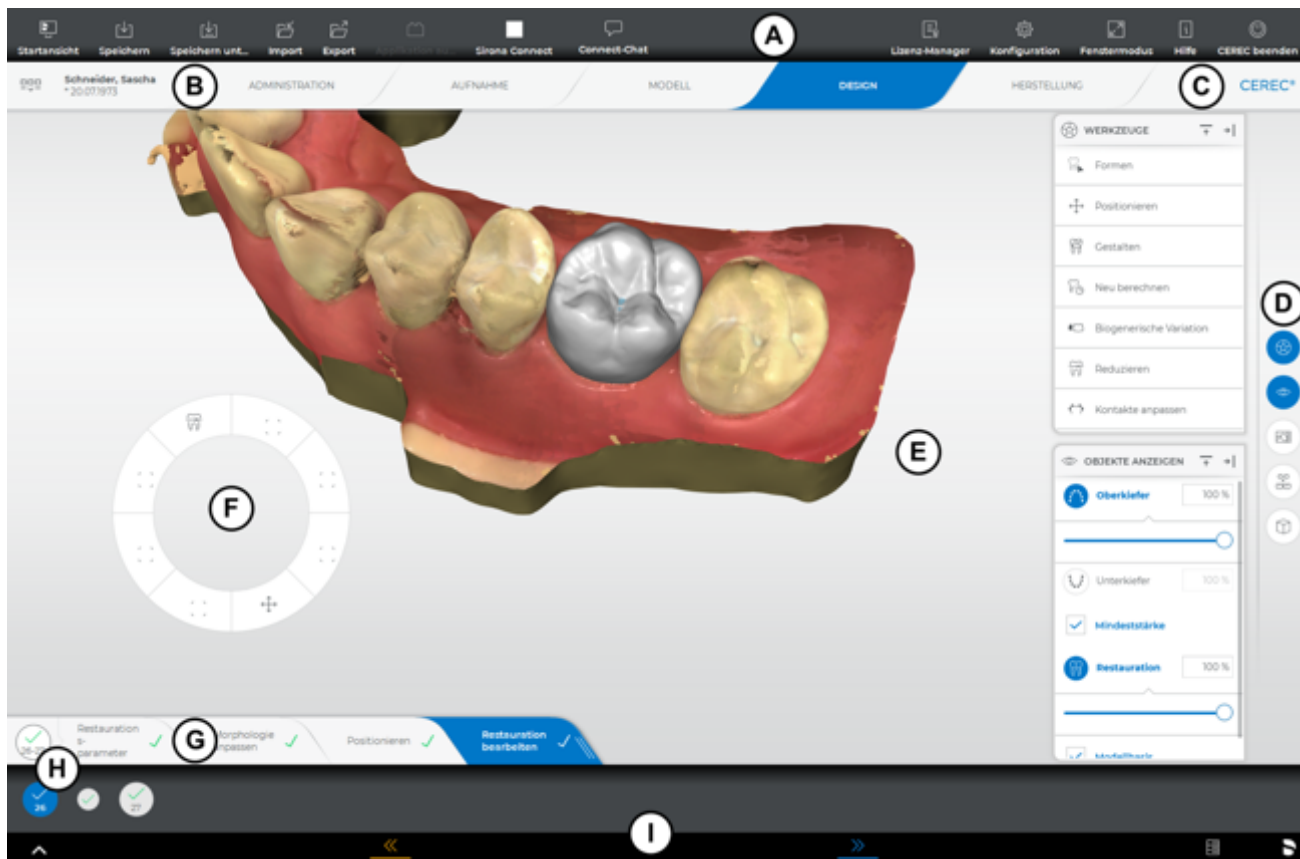 Startansicht
Speichern
Speichern unt...
Import
Export
Sirona Connect
Connect-Chat
A
Lizenz-Manager
Konfiguration
Fenstermodus
Hilfe
CEREC beenden
Schneider, Sascha
* 20.07.1973
B
ADMINISTRATION
AUFNAHME
MODELL
DESIGN
HERSTELLUNG
C
CEREC®
WERKZEUGE
Formen
Positionieren
Gestalten
Neu berechnen
Biogenerische Variation
Reduzieren
Kontakte anpassen
D
E
F
OBJEKTE ANZEIGEN
Oberkiefer
100 %
Unterkiefer
100 %
Mindeststärke
Restauration
100 %
Restauration
s-
parameter
G
Positionieren
Restauration
bearbeiten
H
26
27
I